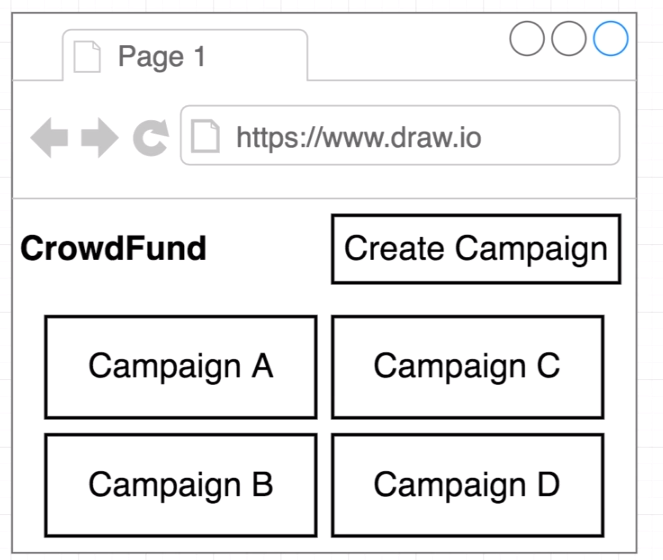 Page 1
https://www.draw.io
CrowdFund
Create Campaign
Campaign A
Campaign C
Campaign B
Campaign D